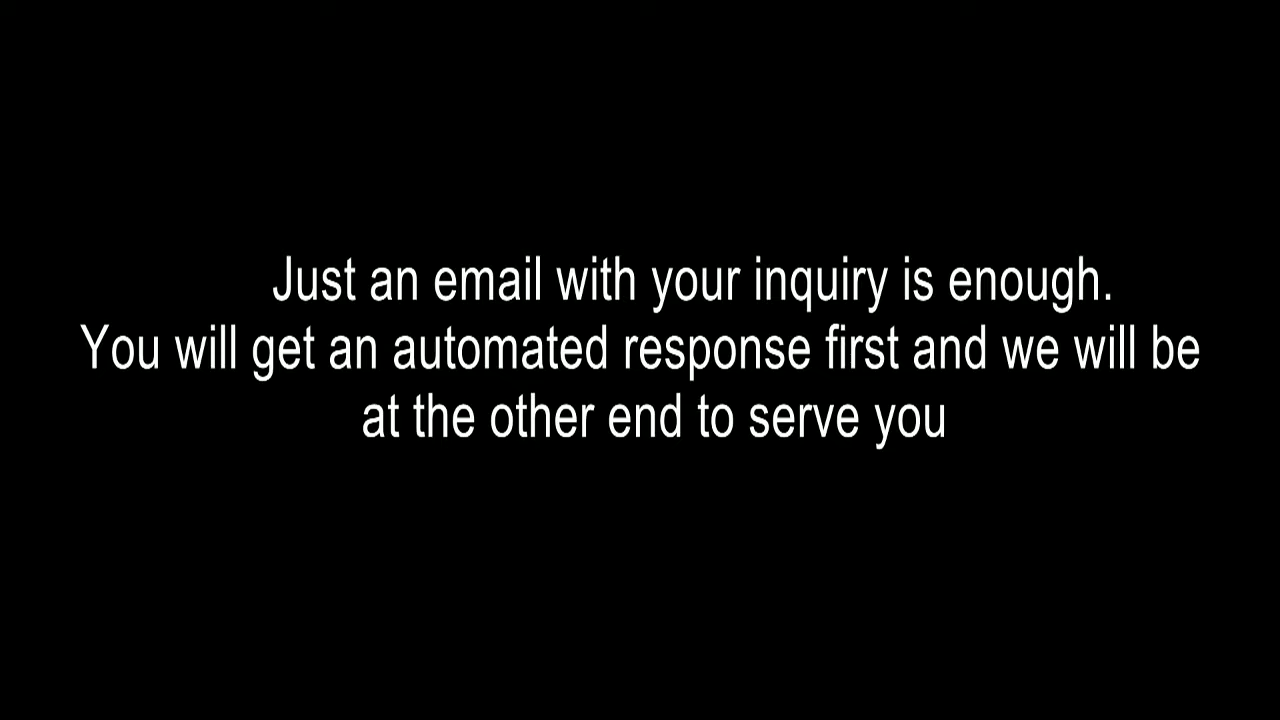 Just an email with your inquiry is enough.
You will get an automated response first and we will be
at the other end to serve you